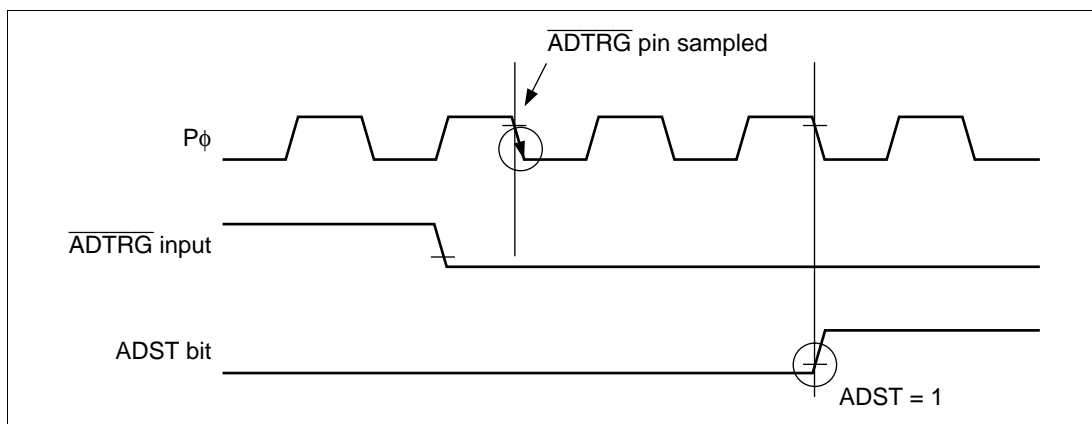 ADTRG pin sampled
Pϕ
ADTRG input
ADST bit
ADST = 1